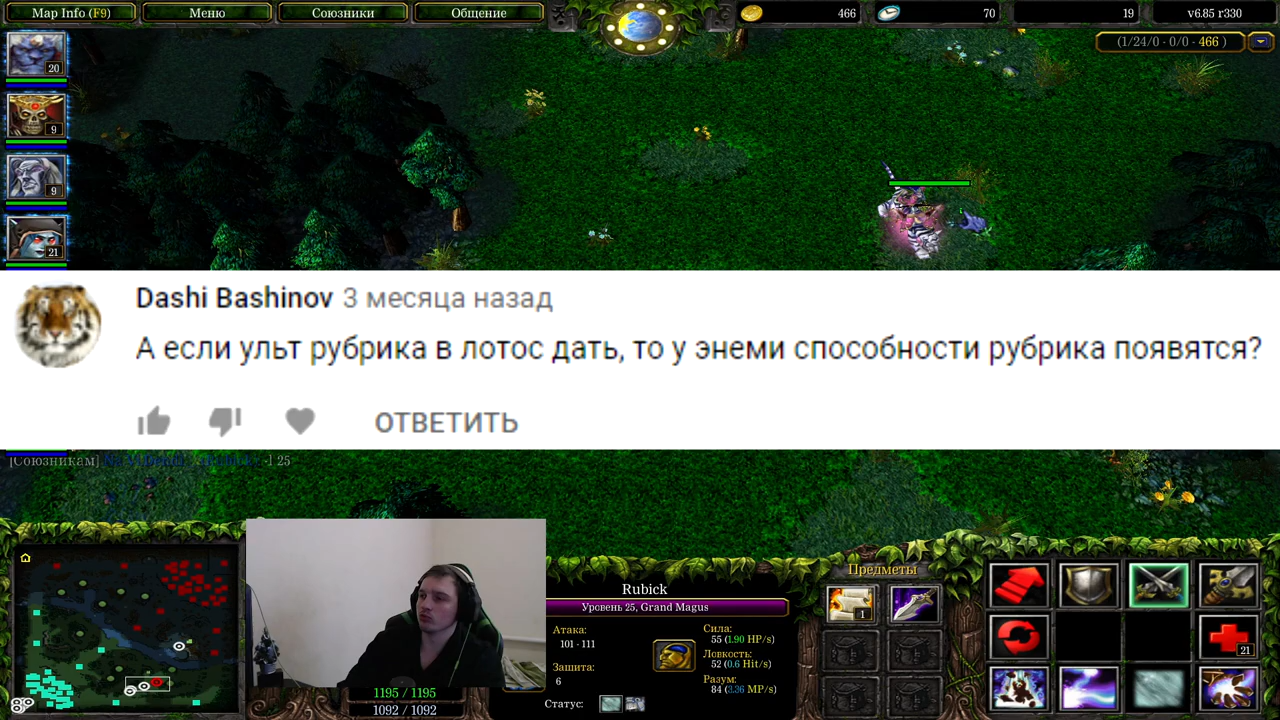 Map Info (F9)
Меню
Союзники
Общение
466
70
19
v6.85 r330
(1/24/0 - 0/0 - 466 )
20
9
9
21
Dashi Bashinov 3 месяца назад
А если ульт рубрика в лотос дать, то у энеми способности рубрика появятся?
ОТВЕТИТЬ
[Союзникам]
-1 25
Rubick
Уровень 25, Grand Magus
Атака:
101 - 111
Защита:
6
Сила:
55 (1.90 HP/s)
Ловкость:
52 (0.6 Hit/s)
Разум:
84 (3.36 MP/s)
Статус:
1195 / 1195
1092 / 1092
Предметы
1
21